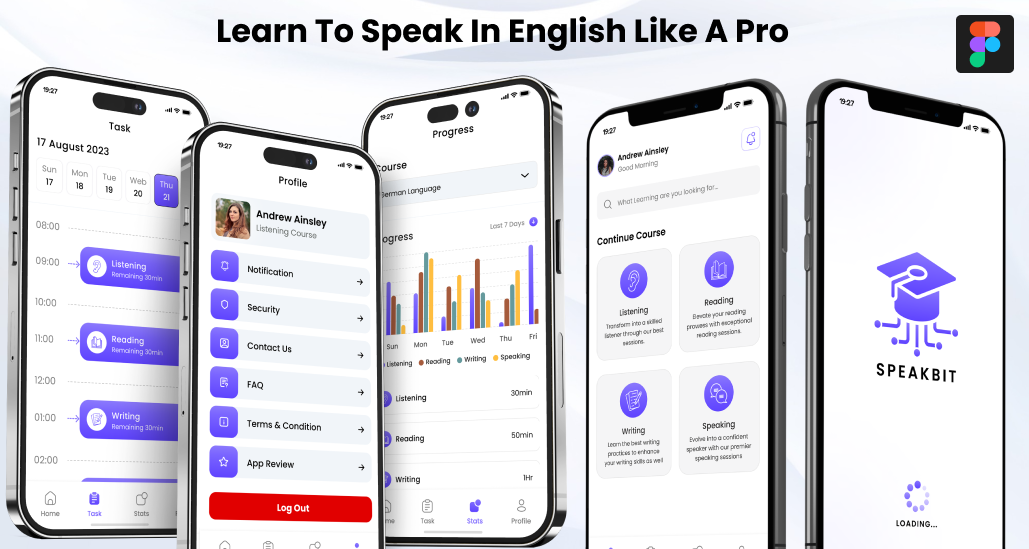 Learn To Speak In English Like A Pro
19:27
Task
17 August 2023
Sun
17
Mon
18
Tue
19
Web
20
Thu
21
08:00
09:00
Listening
Remaining 30min
10:00
11:00
Reading
Remaining 30min
12:00
01:00
Writing
Remaining 30min
02:00
Home
Task
Stats
19:27
Profile
Andrew Ainsley
Listening Course
Notification
Security
Contact Us
FAQ
Terms & Condition
App Review
Log Out
19:27
Progress
Course
German Language
Progress
Last 7 Days
Sun
Mon
Tue
Wed
Thu
Fri
Listening
Reading
Writing
Speaking
Listening
30min
Reading
50min
Writing
1Hr
Task
Stats
Profile
19:27
Andrew Ainsley
Good Morning
What Learning are you looking for...
Continue Course
Listening
Transform into a skilled
listener through our best
sessions.
Reading
Elevate your reading
prowess with exceptional
reading sessions.
Writing
Learn the best writing
practices to enhance
your writing skills as well
Speaking
Evolve into a conficent
speaker with our premier
speaking sessions
19:27
SPEAKBIT
LOADING...